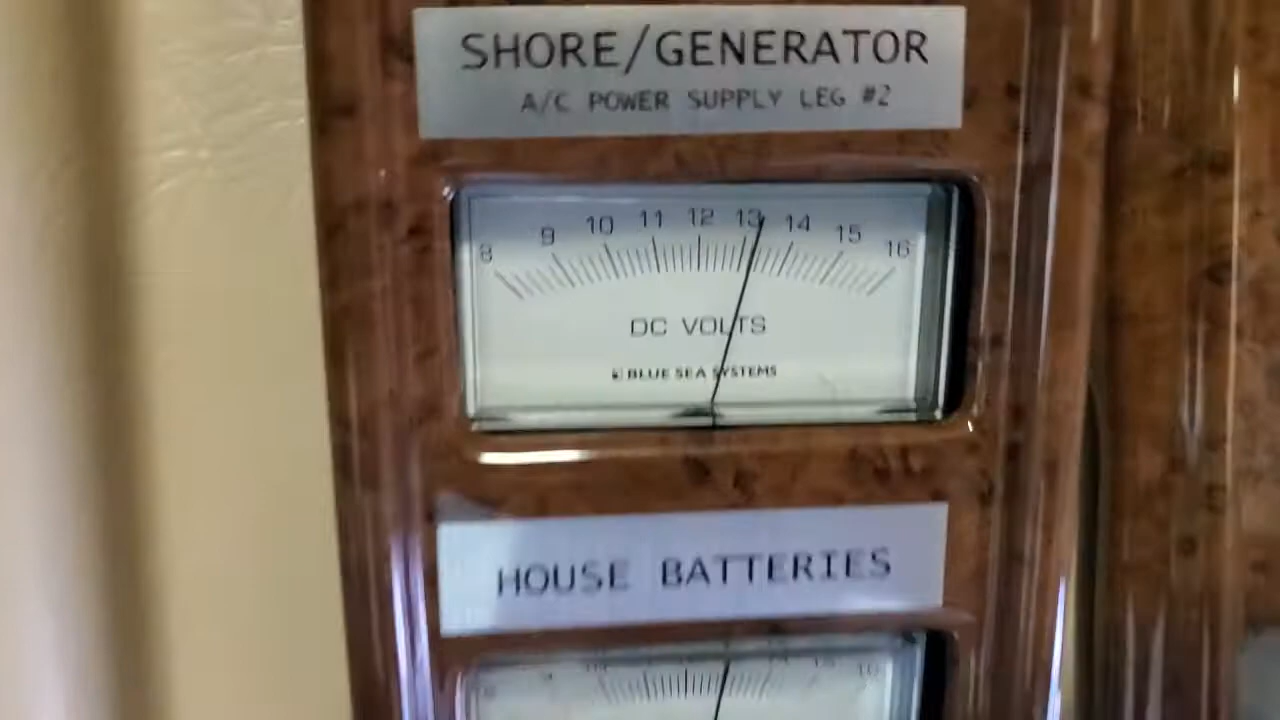 SHORE/GENERATOR
A/C POWER SUPPLY LEG #2
8 9 10 11 12 13 14 15 16
DC VOLTS
BLUE SEA SYSTEMS
HOUSE BATTERIES